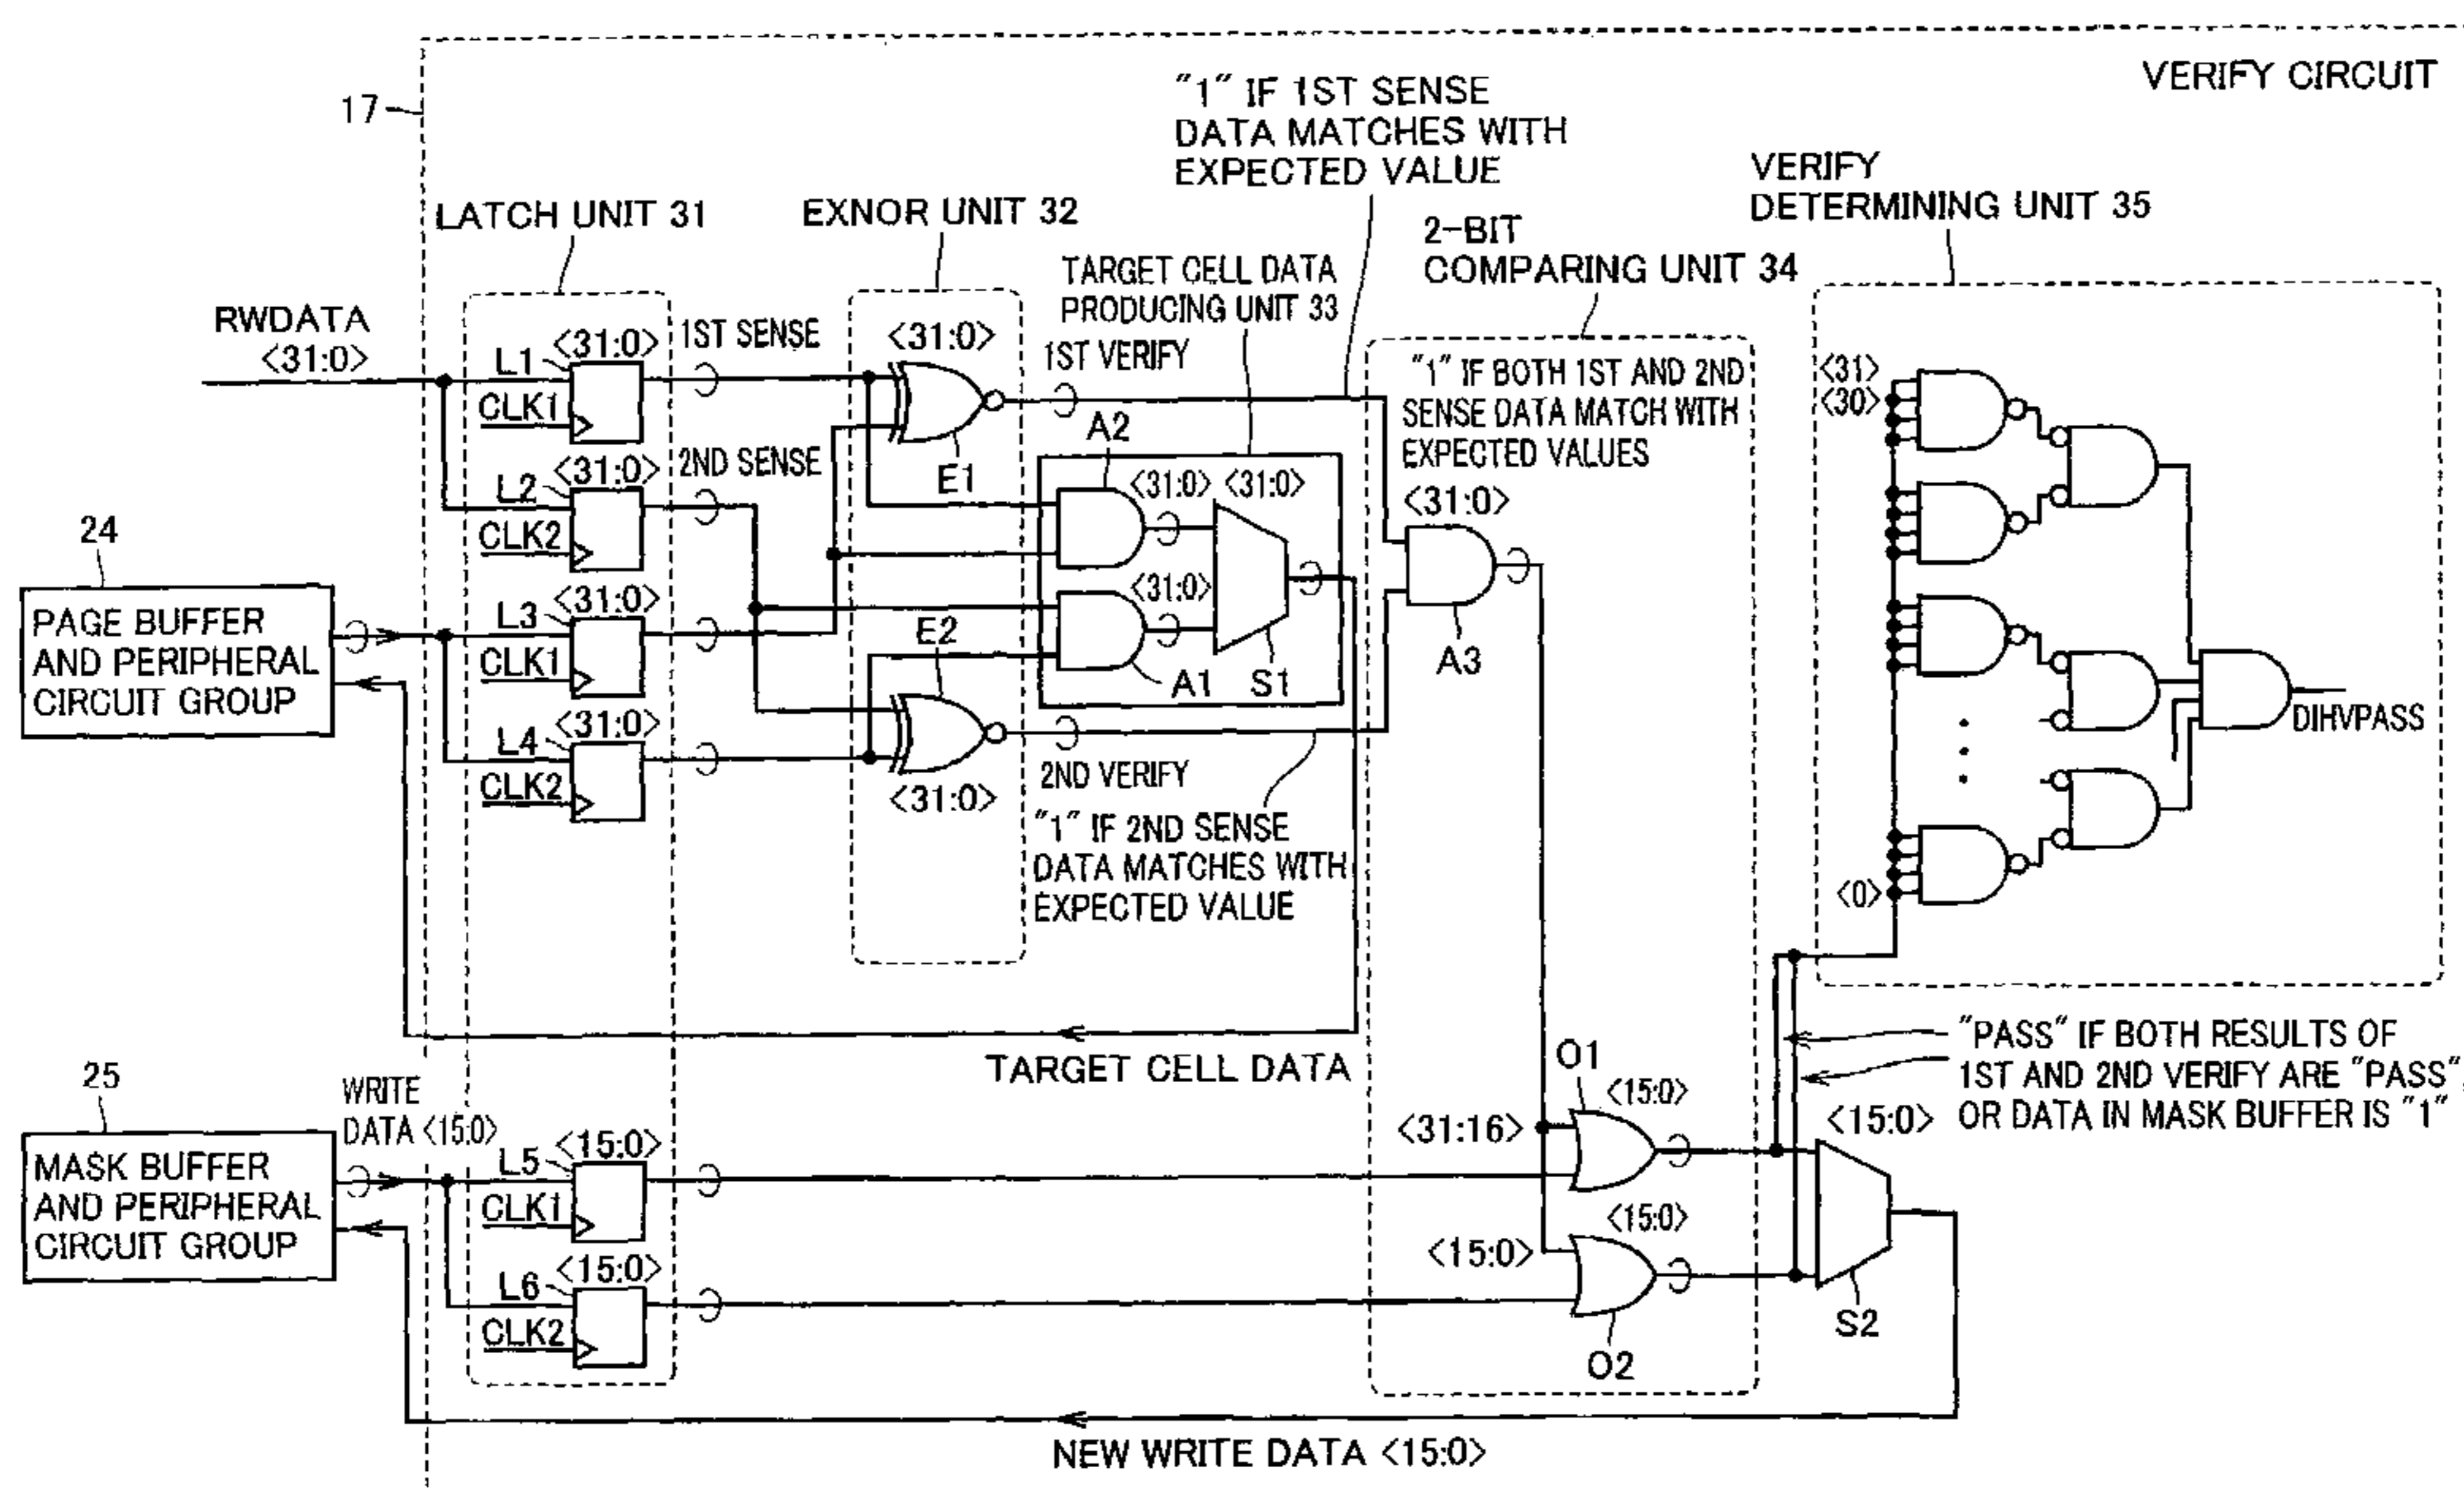 VERIFY CIRCUIT
17
"1" IF 1ST SENSE
DATA MATCHES WITH
EXPECTED VALUE
VERIFY
DETERMINING UNIT 35
LATCH UNIT 31
EXNOR UNIT 32
2-BIT
COMPARING UNIT 34
TARGET CELL DATA
PRODUCING UNIT 33
RWDATA
<31:0>
L1
<31:0>
CLK1
1ST SENSE
<31:0>
E1
1ST VERIFY
"1" IF BOTH 1ST AND 2ND
SENSE DATA MATCH WITH
EXPECTED VALUES
<31:0>
A3
<31>
<30>
L2
<31:0>
CLK2
2ND SENSE
A2
<31:0>
<31:0>
<31:0>
A1
S1
24
PAGE BUFFER
AND PERIPHERAL
CIRCUIT GROUP
L3
<31:0>
CLK1
L4
<31:0>
CLK2
E2
<31:0>
2ND VERIFY
"1" IF 2ND SENSE
DATA MATCHES WITH
EXPECTED VALUE
DIHVPASS
<0>
TARGET CELL DATA
"PASS" IF BOTH RESULTS OF
1ST AND 2ND VERIFY ARE "PASS",
OR DATA IN MASK BUFFER IS "1"
25
MASK BUFFER
AND PERIPHERAL
CIRCUIT GROUP
WRITE
DATA <15:0>
L5
<15:0>
CLK1
L6
<15:0>
CLK2
O1
<15:0>
<31:16>
<15:0>
<15:0>
O2
<15:0>
S2
NEW WRITE DATA <15:0>